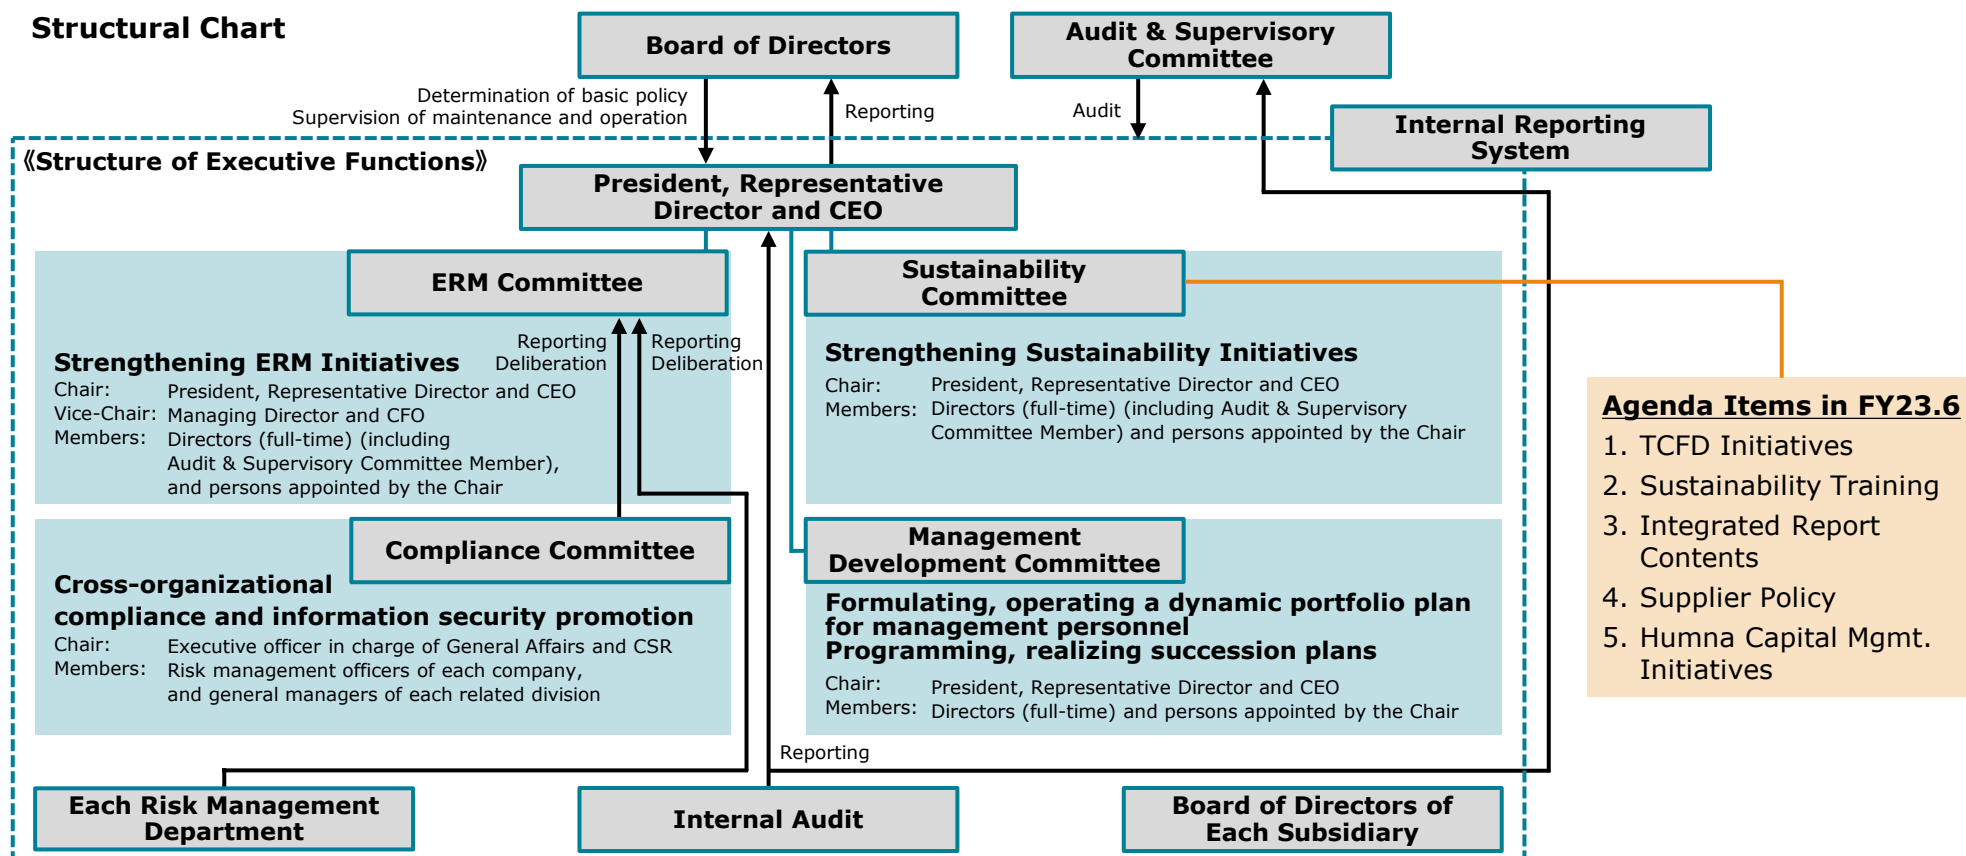 Structural Chart
Board of Directors
Audit & Supervisory
Committee
Determination of basic policy
Supervision of maintenance and operation
Reporting
Audit
Internal Reporting
System
《Structure of Executive Functions》
President, Representative
Director and CEO
ERM Committee
Reporting
Deliberation
Reporting
Deliberation
Strengthening ERM Initiatives
Chair: President, Representative Director and CEO
Vice-Chair: Managing Director and CFO
Members: Directors (full-time) (including
Audit & Supervisory Committee Member),
and persons appointed by the Chair
Sustainability
Committee
Strengthening Sustainability Initiatives
Chair: President, Representative Director and CEO
Members: Directors (full-time) (including Audit & Supervisory
Committee Member) and persons appointed by the Chair
Agenda Items in FY23.6
1. TCFD Initiatives
2. Sustainability Training
3. Integrated Report
Contents
4. Supplier Policy
5. Humna Capital Mgmt.
Initiatives
Compliance Committee
Cross-organizational
compliance and information security promotion
Chair: Executive officer in charge of General Affairs and CSR
Members: Risk management officers of each company,
and general managers of each related division
Management
Development Committee
Formulating, operating a dynamic portfolio plan
for management personnel
Programming, realizing succession plans
Chair: President, Representative Director and CEO
Members: Directors (full-time) and persons appointed by the Chair
Reporting
Each Risk Management
Department
Internal Audit
Board of Directors of
Each Subsidiary